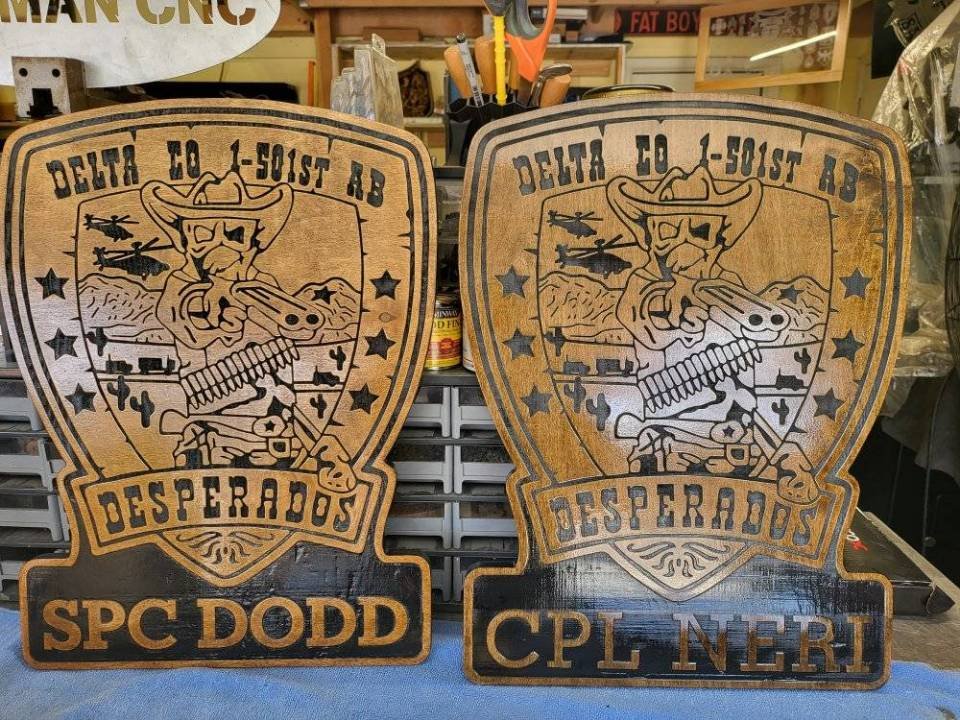 MAN CNC
FAT BOY
DELTA CO 1-501ST AB
DESPERADOS
SPC DODD
DELTA CO 1-501ST AB
DESPERADOS
CPL NERI
MINWAX